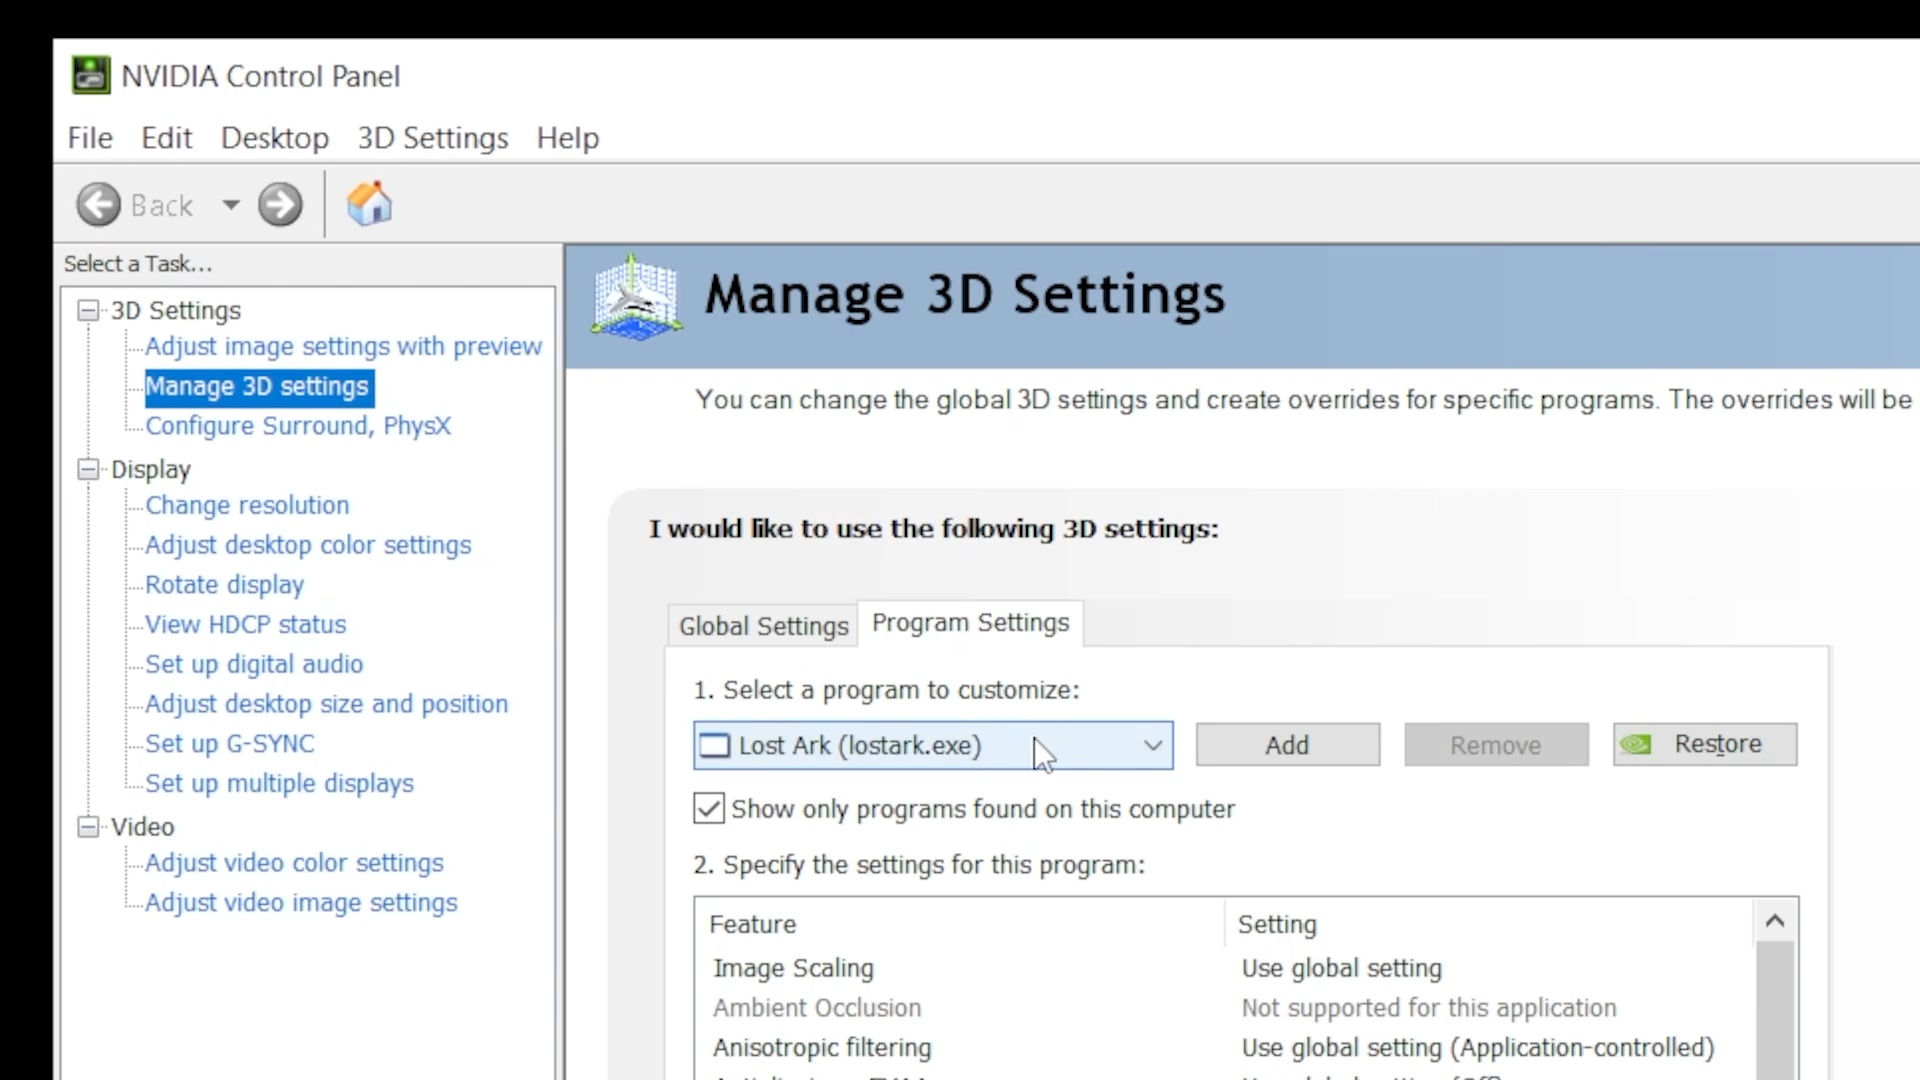 NVIDIA Control Panel
File Edit Desktop 3D Settings Help
Back
Select a Task...
3D Settings
Adjust image settings with preview
Manage 3D settings
Configure Surround, PhysX
Display
Change resolution
Adjust desktop color settings
Rotate display
View HDCP status
Set up digital audio
Adjust desktop size and position
Set up G-SYNC
Set up multiple displays
Video
Adjust video color settings
Adjust video image settings
Manage 3D Settings
You can change the global 3D settings and create overrides for specific programs. The overrides will be
I would like to use the following 3D settings:
Global Settings Program Settings
1. Select a program to customize:
Lost Ark (lostark.exe) Add Remove Restore
Show only programs found on this computer
2. Specify the settings for this program:
Feature Setting
Image Scaling Use global setting
Ambient Occlusion Not supported for this application
Anisotropic filtering Use global setting (Application-controlled)